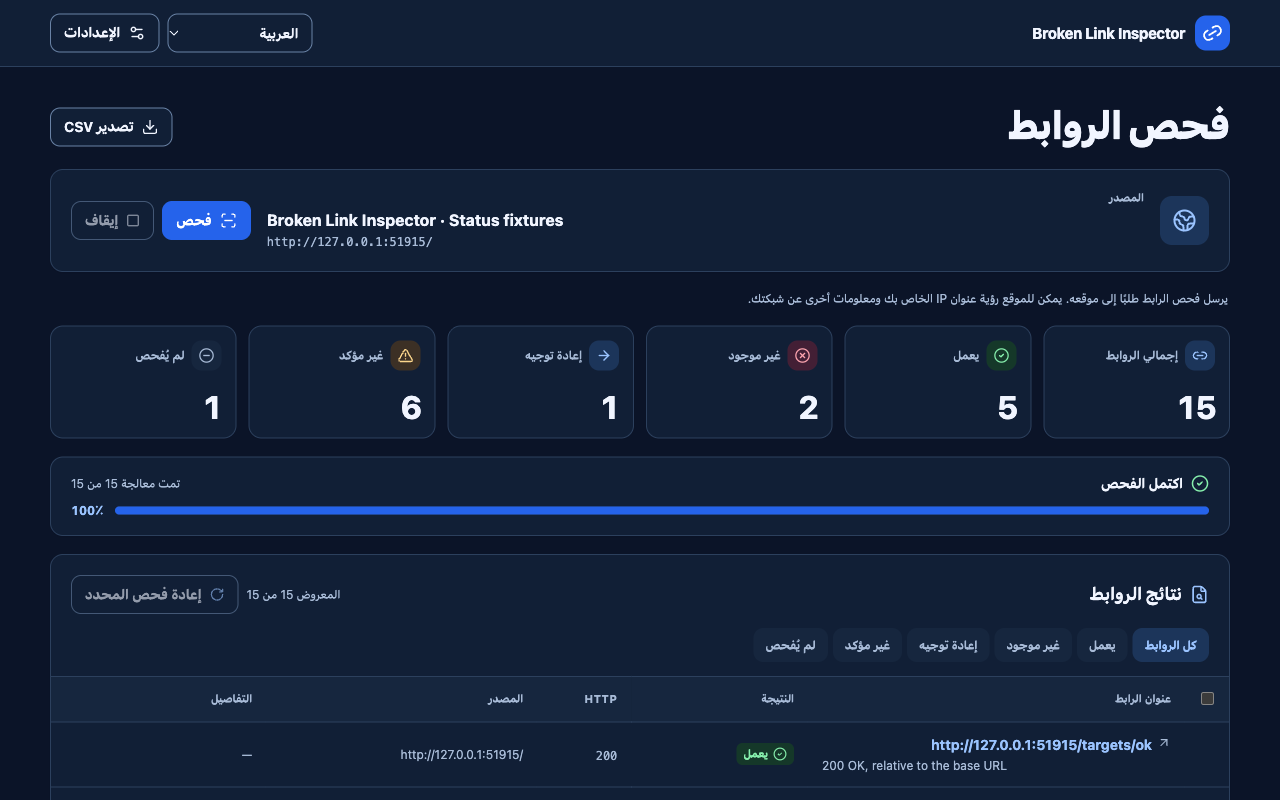 Broken Link Inspector
العربية
الإعدادات
فحص الروابط
تصدير CSV
المصدر
Broken Link Inspector · Status fixtures
http://127.0.0.1:51915/
فحص
إيقاف
يرسل فحص الرابط طلبًا إلى موقعه. يمكن للموقع رؤية عنوان IP الخاص بك ومعلومات أخرى عن شبكتك.
إجمالي الروابط
15
يعمل
5
غير موجود
2
إعادة توجيه
1
غير مؤكد
6
لم يُفحص
1
اكتمل الفحص
تمت معالجة 15 من 15
100٪
نتائج الروابط
المعروض 15 من 15
إعادة فحص المحدد
كل الروابط
يعمل
غير موجود
إعادة توجيه
غير مؤكد
لم يُفحص
عنوان الرابط
النتيجة
HTTP
المصدر
التفاصيل
http://127.0.0.1:51915/targets/ok
200 OK, relative to the base URL
يعمل
200
http://127.0.0.1:51915/
—